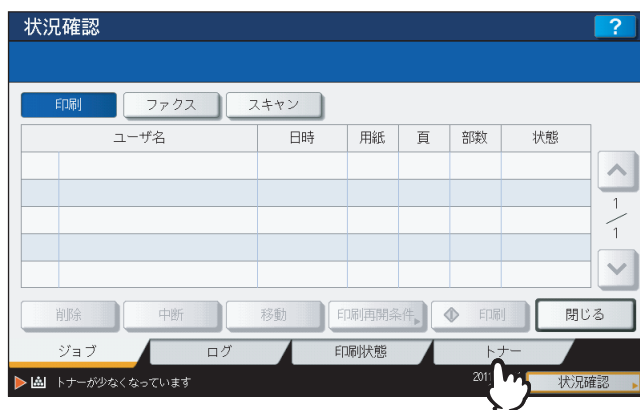 状況確認
?
印刷 ファクス スキャン
ユーザ名 日時 用紙 頁 部数 状態
1
1
削除 中断 移動 印刷再開条件 印刷 閉じる
ジョブ ログ 印刷状態 トナー
トナーが少なくなっています 状況確認